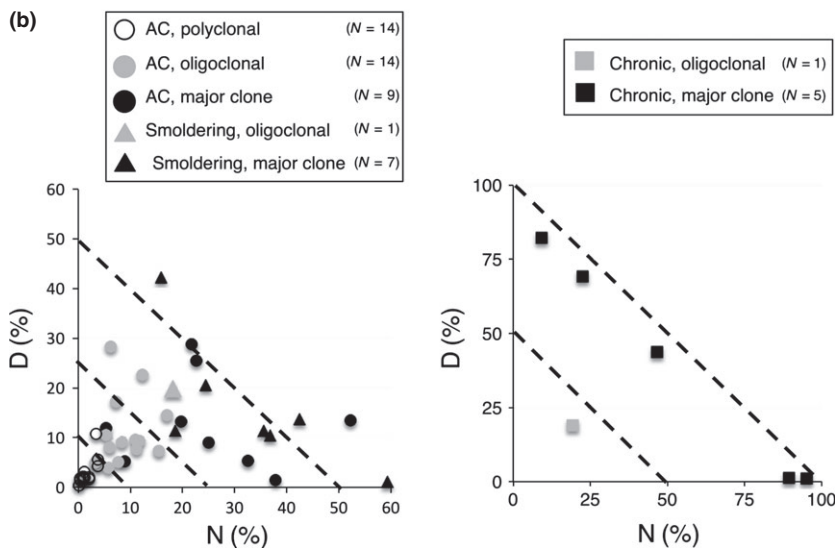 (b)
AC, polyclonal (N = 14)
AC, oligoclonal (N = 14)
AC, major clone (N = 9)
Smoldering, oligoclonal (N = 1)
Smoldering, major clone (N = 7)
60
50
40
30
20
10
0
D (%)
0 10 20 30 40 50 60
N (%)
Chronic, oligoclonal (N = 1)
Chronic, major clone (N = 5)
100
75
50
25
0
D (%)
0 25 50 75 100
N (%)